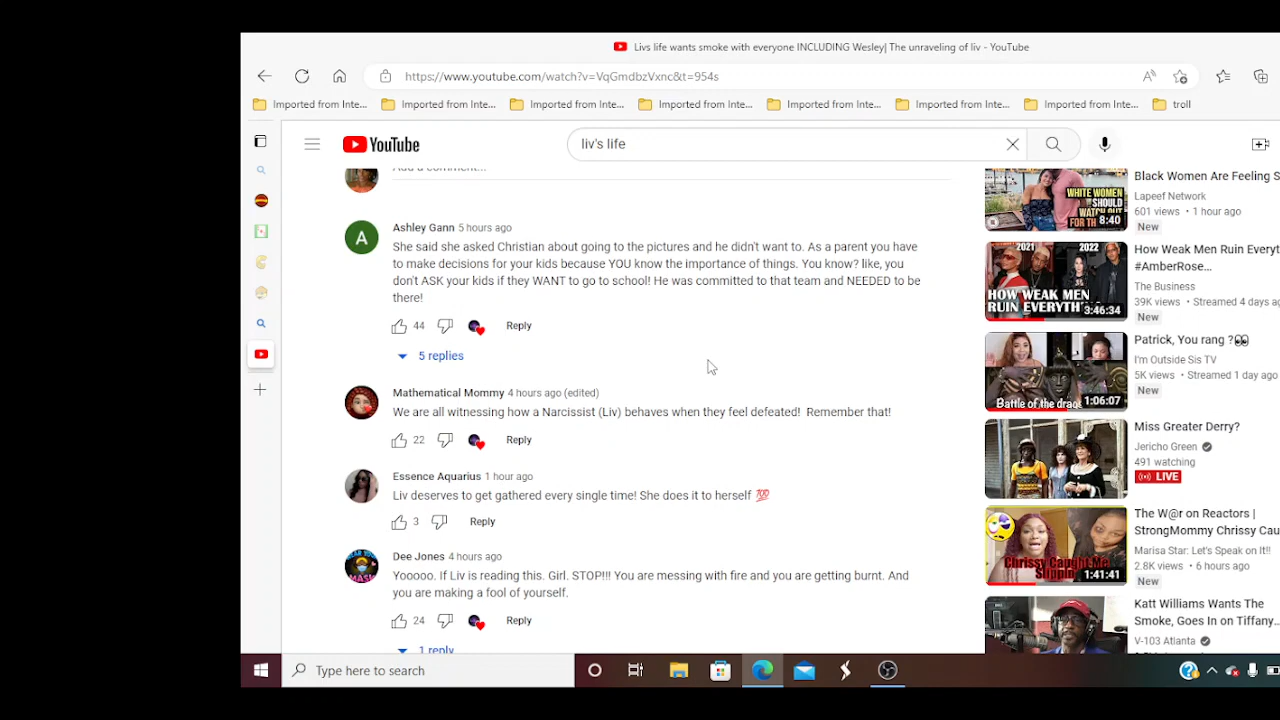 Livs life wants smoke with everyone INCLUDING Wesley| The unraveling of liv - YouTube
https://www.youtube.com/watch?v=VqGmdbzVxnc&t=954s
Imported from Inte...
Imported from Inte...
Imported from Inte...
Imported from Inte...
Imported from Inte...
Imported from Inte...
Imported from Inte...
troll
YouTube
liv's life
Add a comment...
Ashley Gann 5 hours ago
She said she asked Christian about going to the pictures and he didn't want to. As a parent you have
to make decisions for your kids because YOU know the importance of things. You know? like, you
don't ASK your kids if they WANT to go to school! He was committed to that team and NEEDED to be
there!
44 Reply
5 replies
Mathematical Mommy 4 hours ago (edited)
We are all witnessing how a Narcissist (Liv) behaves when they feel defeated! Remember that!
22 Reply
Essence Aquarius 1 hour ago
Liv deserves to get gathered every single time! She does it to herself 💯
3 Reply
Dee Jones 4 hours ago
Yooooo. If Liv is reading this. Girl. STOP!!! You are messing with fire and you are getting burnt. And
you are making a fool of yourself.
24 Reply
1 reply
WHITE WOMEN
SHOULD
WATCH OUT
FOR TH
8:40
Black Women Are Feeling S
Lapeef Network
601 views • 1 hour ago
New
2021 2022
HOW WEAK MEN
RUIN EVERYTHI
3:46:34
How Weak Men Ruin Everyt
#AmberRose...
The Business
39K views • Streamed 4 days ag
New
Battle of the drag
1:06:07
Patrick, You rang ?👀
I'm Outside Sis TV
5K views • Streamed 1 day ago
New
Miss Greater Derry?
Jericho Green
491 watching
LIVE
Chrissy Caught Me
Slippin
1:41:41
The W@r on Reactors |
StrongMommy Chrissy Cau
Marisa Star: Let's Speak on It!!
2.8K views • 6 hours ago
New
Katt Williams Wants The
Smoke, Goes In on Tiffany
V-103 Atlanta
Type here to search